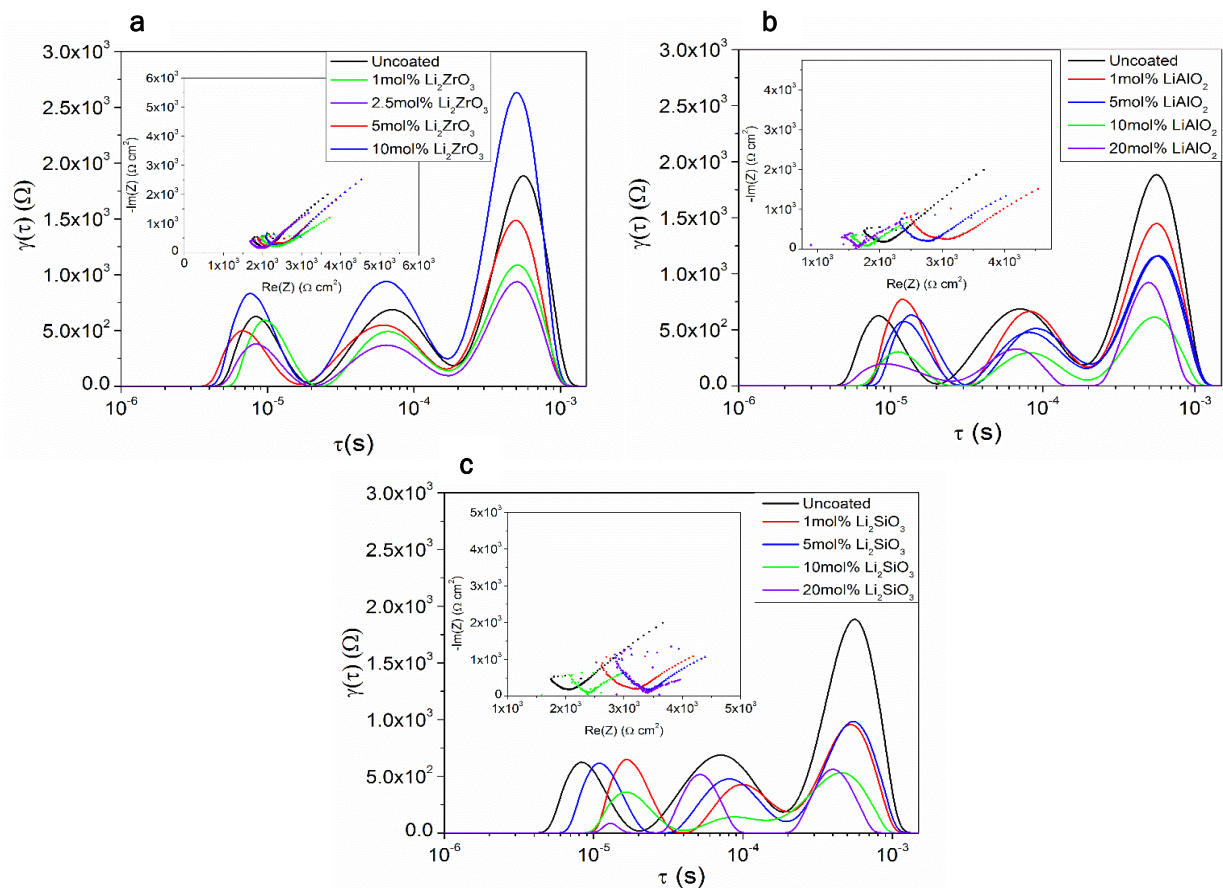 a
3.0x10³
2.5x10³
2.0x10³
1.5x10³
1.0x10³
5.0x10²
0.0
γ(τ) (Ω)
10⁻⁶
10⁻⁵
10⁻⁴
10⁻³
τ(s)
Uncoated
1mol% Li₂ZrO₃
2.5mol% Li₂ZrO₃
5mol% Li₂ZrO₃
10mol% Li₂ZrO₃
6x10³
5x10³
4x10³
3x10³
2x10³
1x10³
0
-Im(Z) (Ω cm²)
0
1x10³
2x10³
3x10³
4x10³
5x10³
6x10³
Re(Z) (Ω cm²)
b
3.0x10³
2.5x10³
2.0x10³
1.5x10³
1.0x10³
5.0x10²
0.0
γ(τ) (Ω)
10⁻⁶
10⁻⁵
10⁻⁴
10⁻³
τ (s)
Uncoated
1mol% LiAlO₂
5mol% LiAlO₂
10mol% LiAlO₂
20mol% LiAlO₂
4x10³
3x10³
2x10³
1x10³
0
-Im(Z) (Ω cm²)
1x10³
2x10³
3x10³
4x10³
Re(Z) (Ω cm²)
c
3.0x10³
2.5x10³
2.0x10³
1.5x10³
1.0x10³
5.0x10²
0.0
γ(τ) (Ω)
10⁻⁶
10⁻⁵
10⁻⁴
10⁻³
τ (s)
Uncoated
1mol% Li₂SiO₃
5mol% Li₂SiO₃
10mol% Li₂SiO₃
20mol% Li₂SiO₃
5x10³
4x10³
3x10³
2x10³
1x10³
0
-Im(Z) (Ω cm²)
1x10³
2x10³
3x10³
4x10³
5x10³
Re(Z) (Ω cm²)